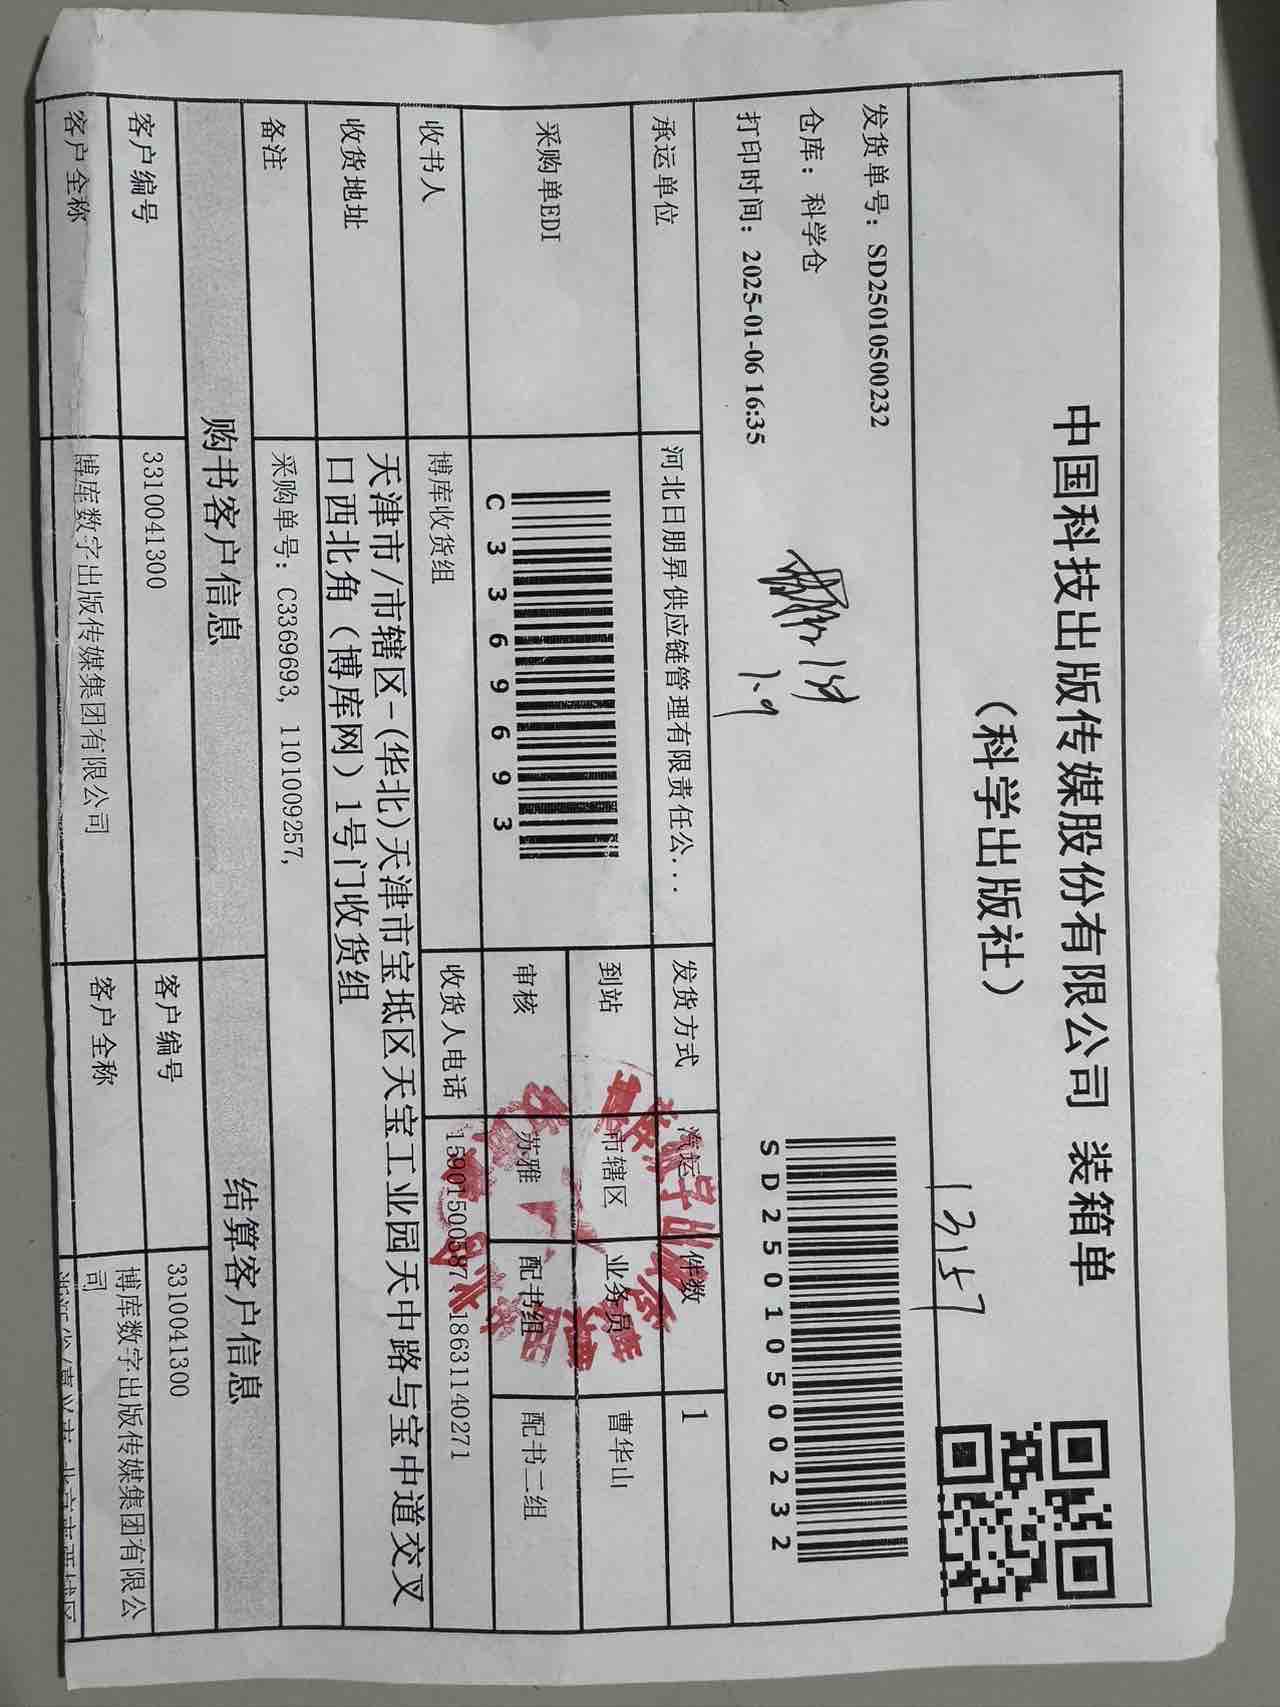 中国科技出版传媒股份有限公司 装箱单
（科学出版社）
13157
发货单号：SD25010500232
仓库：科学仓
打印时间：2025-01-06 16:35
SD25010500232
1.9
承运单位 河北日朋昇供应链管理有限责任公... 发货方式 汽运 件数 1
采购单EDI C3369693 到站 市辖区 业务员 曹华山
审核 苏雅 配书组 配书二组
收书人 博库收货组 收货人电话 15901500587 18631140271
收货地址 天津市/市辖区-(华北)天津市宝坻区天宝工业园天中路与宝中道交叉
口西北角（博库网）1号门收货组
备注 采购单号：C3369693, 1101009257,
购书客户信息 结算客户信息
客户编号 3310041300 客户编号 3310041300
客户全称 博库数字出版传媒集团有限公司 客户全称 博库数字出版传媒集团有限公
司